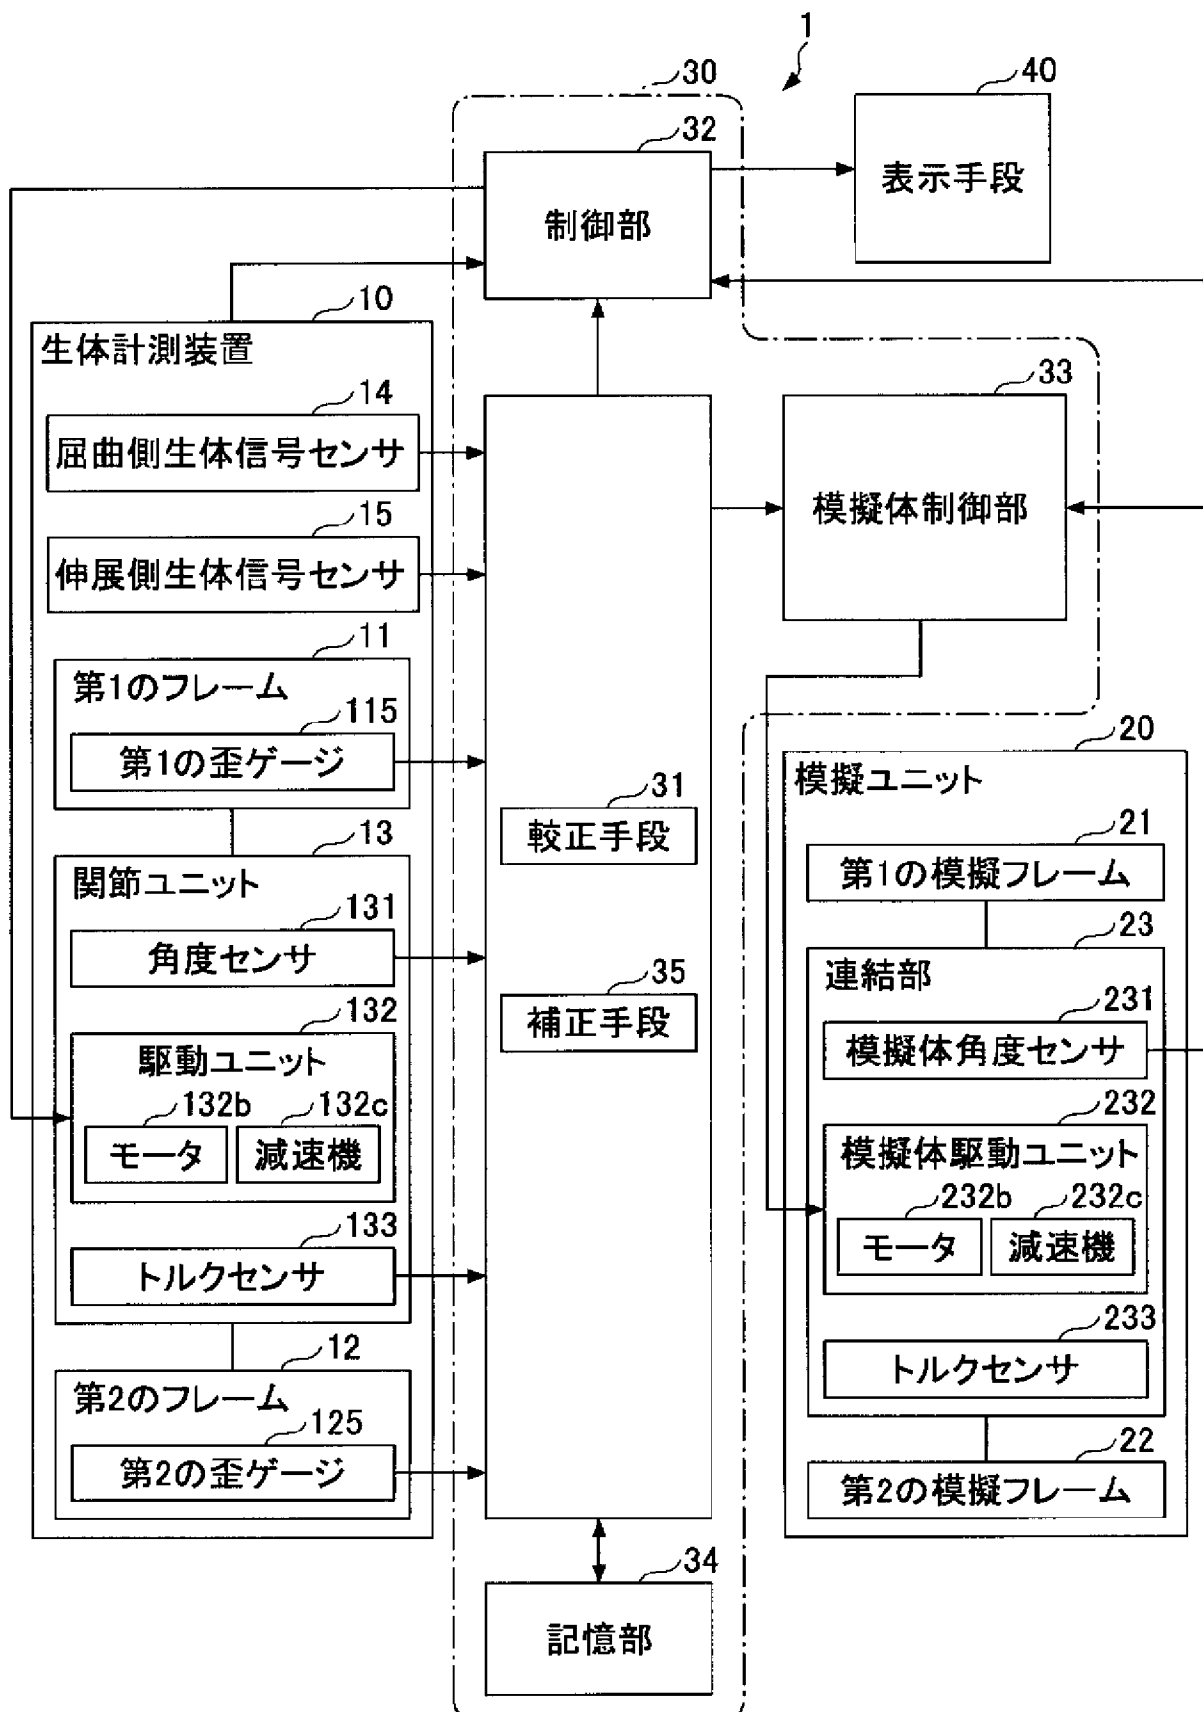 1
30
40
32
表示手段
制御部
10
生体計測装置
33
14
屈曲側生体信号センサ
模擬体制御部
15
伸展側生体信号センサ
11
第1のフレーム
115
第1の歪ゲージ
20
模擬ユニット
31
較正手段
21
第1の模擬フレーム
13
関節ユニット
131
角度センサ
23
連結部
35
補正手段
231
模擬体角度センサ
132
駆動ユニット
132b
132c
モータ
減速機
232
模擬体駆動ユニット
232b
232c
モータ
減速機
133
トルクセンサ
233
トルクセンサ
12
第2のフレーム
125
第2の歪ゲージ
22
第2の模擬フレーム
34
記憶部